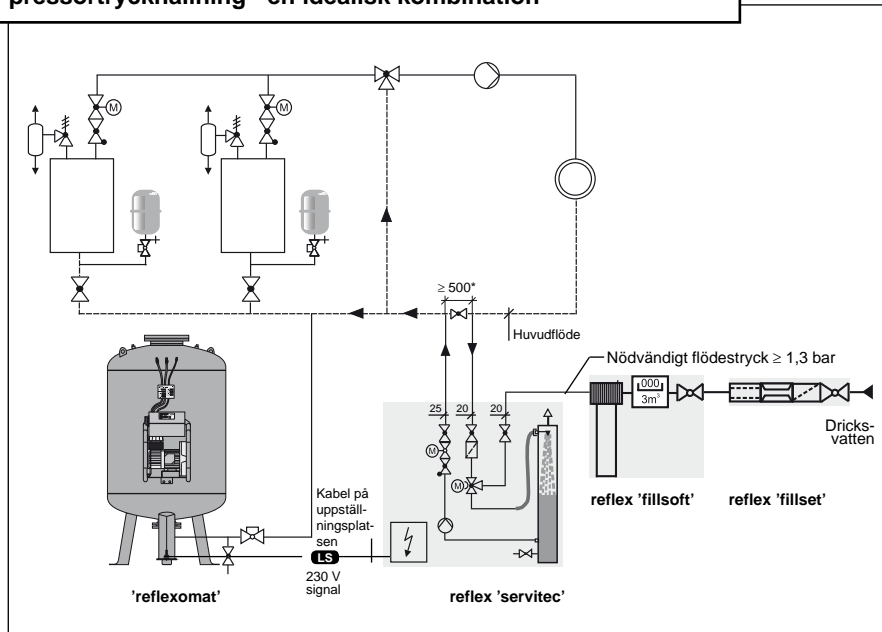 pressortryckhållning - en idealisk kombination
M
M
≥ 500*
Huvudflöde
Nödvändigt flödestryck ≥ 1,3 bar
000
3m³
Dricks-
vatten
25
20
20
M
M
reflex 'fillsoft'
reflex 'fillset'
Kabel på
uppställ-
ningsplat-
sen
LS
230 V
signal
'reflexomat'
reflex 'servitec'